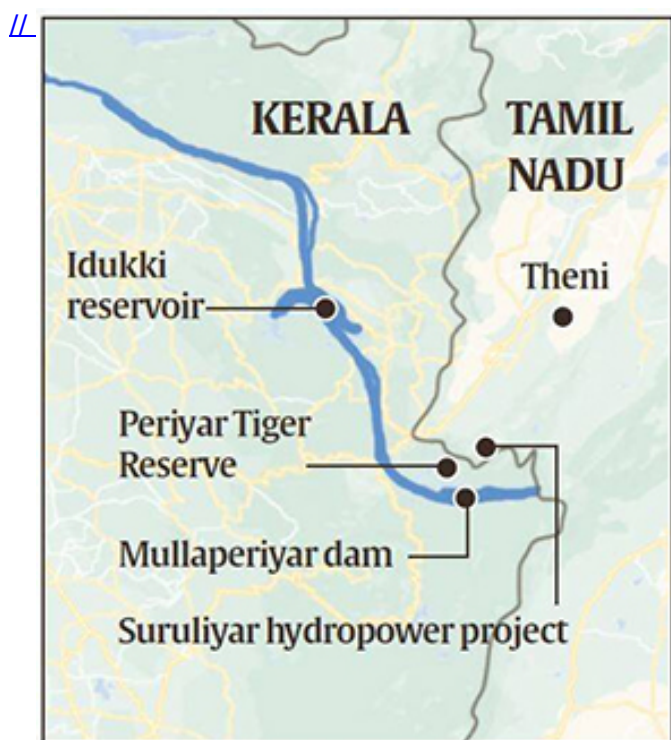 //
KERALA
TAMIL
NADU
Idukki
reservoir
Theni
Periyar Tiger
Reserve
Mullaperiyar dam
Suruliyar hydropower project